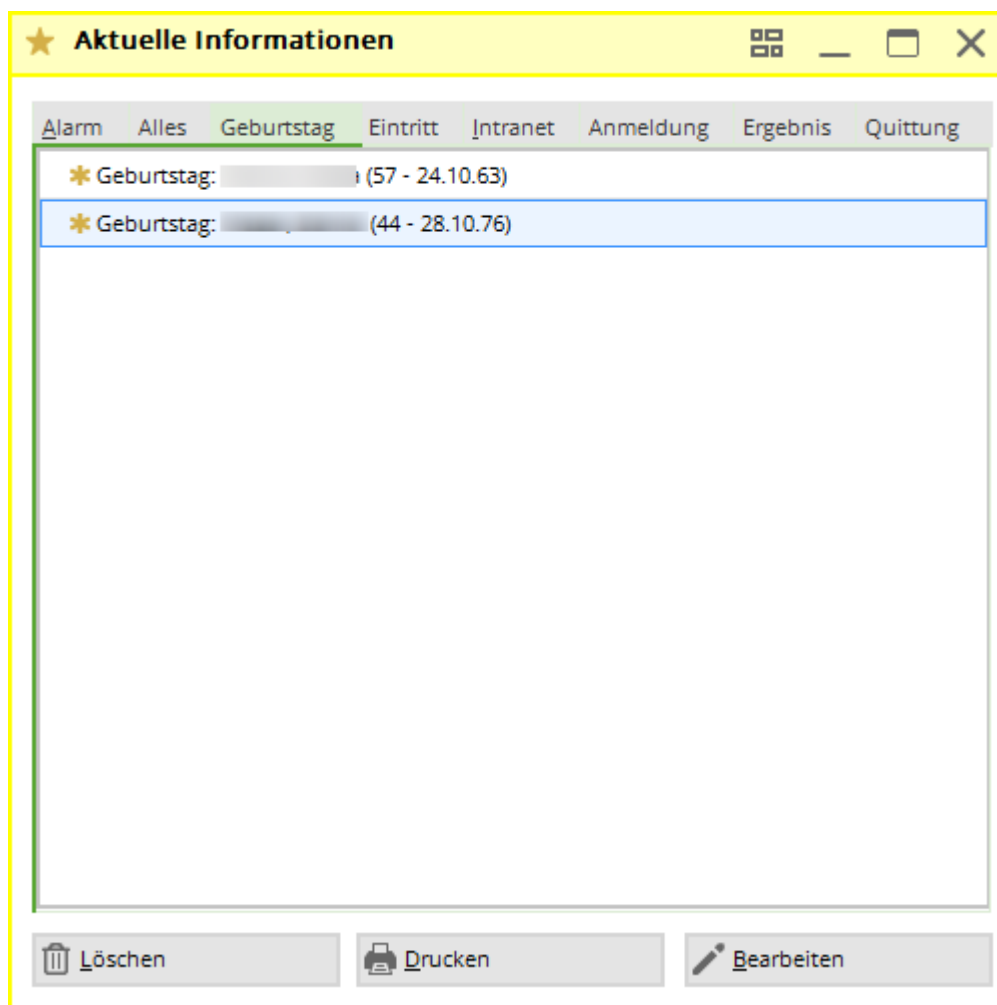 Aktuelle Informationen
Alarm Alles Geburtstag Eintritt Intranet Anmeldung Ergebnis Quittung
Geburtstag: (57 - 24.10.63)
Geburtstag: (44 - 28.10.76)
Löschen Drucken Bearbeiten